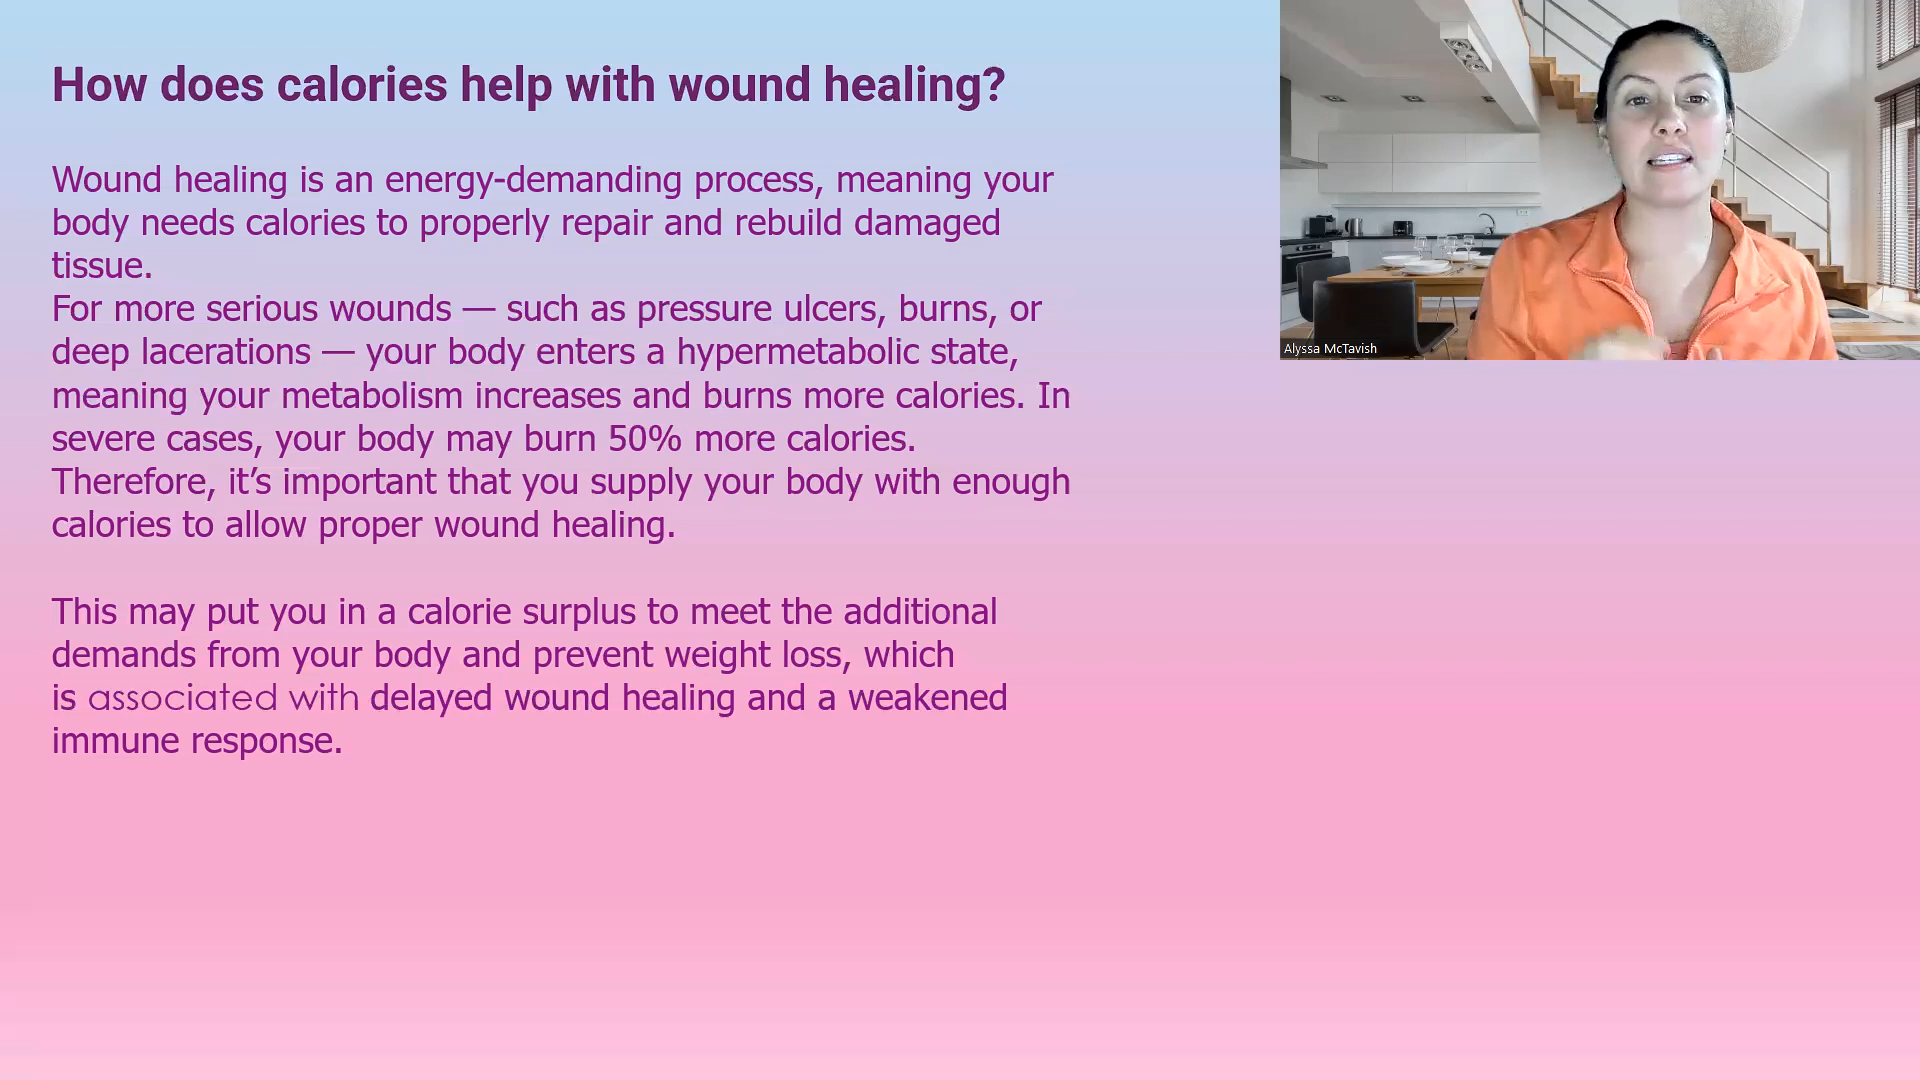 How does calories help with wound healing?
Wound healing is an energy-demanding process, meaning your
body needs calories to properly repair and rebuild damaged
tissue.
For more serious wounds — such as pressure ulcers, burns, or
deep lacerations — your body enters a hypermetabolic state,
meaning your metabolism increases and burns more calories. In
severe cases, your body may burn 50% more calories.
Therefore, it’s important that you supply your body with enough
calories to allow proper wound healing.
This may put you in a calorie surplus to meet the additional
demands from your body and prevent weight loss, which
is associated with delayed wound healing and a weakened
immune response.
Alyssa McTavish